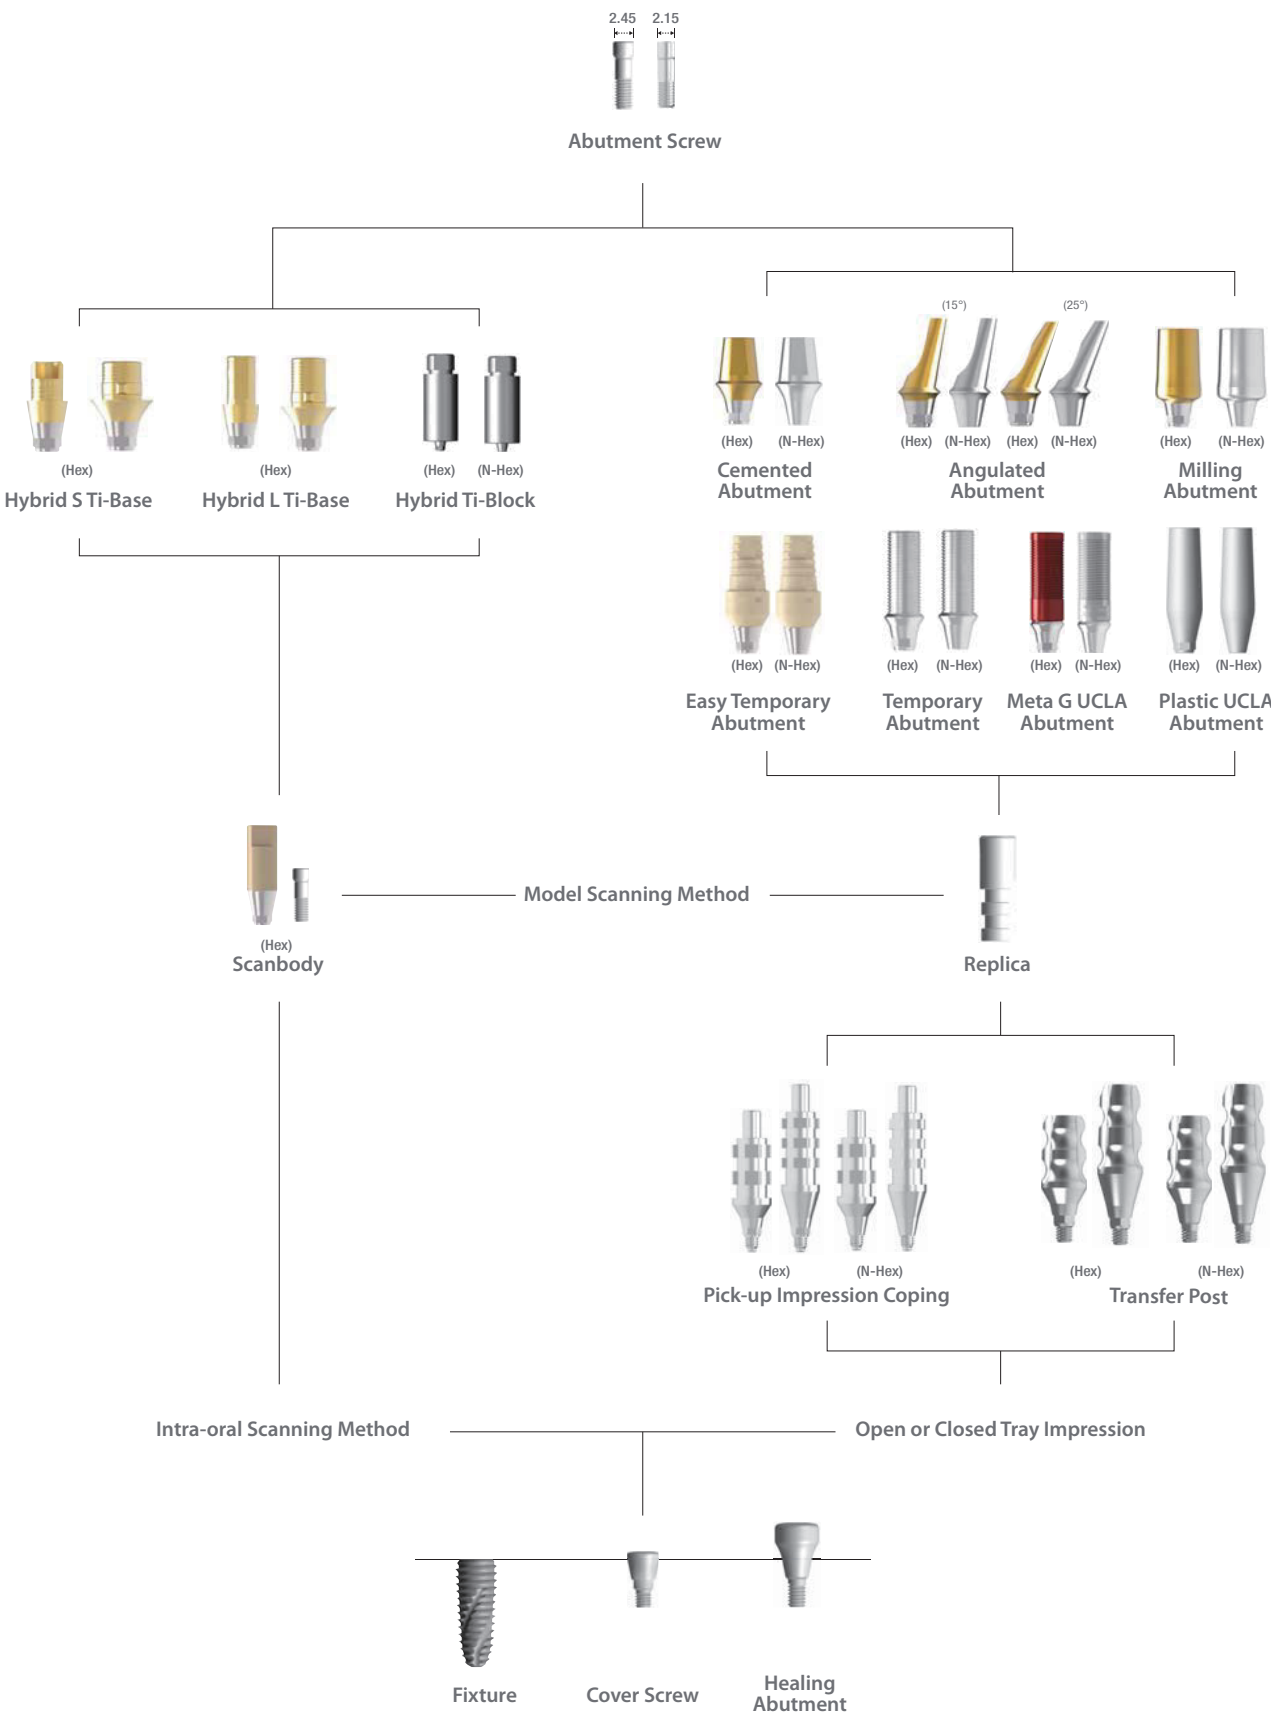 2.45 2.15
Abutment Screw
(Hex)
Hybrid S Ti-Base
(Hex)
Hybrid L Ti-Base
(Hex) (N-Hex)
Hybrid Ti-Block
(Hex) (N-Hex)
Cemented
Abutment
(15°) (25°)
(Hex) (N-Hex) (Hex) (N-Hex)
Angulated
Abutment
(Hex) (N-Hex)
Milling
Abutment
(Hex) (N-Hex)
Easy Temporary
Abutment
(Hex) (N-Hex)
Temporary
Abutment
(Hex) (N-Hex)
Meta G UCLA
Abutment
(Hex) (N-Hex)
Plastic UCLA
Abutment
(Hex)
Scanbody
Model Scanning Method
Replica
(Hex) (N-Hex)
Pick-up Impression Coping
(Hex) (N-Hex)
Transfer Post
Intra-oral Scanning Method
Open or Closed Tray Impression
Fixture
Cover Screw
Healing
Abutment